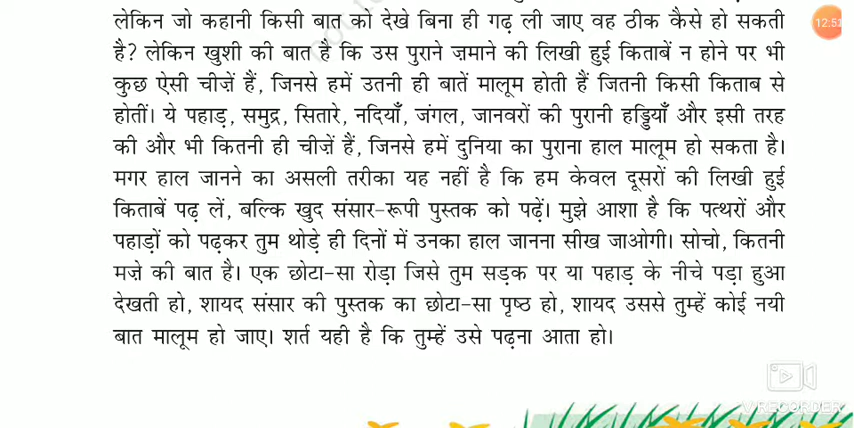 लेकिन जो कहानी किसी बात को देखे बिना ही गढ़ ली जाए वह ठीक कैसे हो सकती
12:51
है? लेकिन खुशी की बात है कि उस पुराने ज़माने की लिखी हुई किताबें न होने पर भी
कुछ ऐसी चीज़ें हैं, जिनसे हमें उतनी ही बातें मालूम होती हैं जितनी किसी किताब से
होतीं। ये पहाड़, समुद्र, सितारे, नदियाँ, जंगल, जानवरों की पुरानी हड्डियाँ और इसी तरह
की और भी कितनी ही चीज़ें हैं, जिनसे हमें दुनिया का पुराना हाल मालूम हो सकता है।
मगर हाल जानने का असली तरीका यह नहीं है कि हम केवल दूसरों की लिखी हुई
किताबें पढ़ लें, बल्कि खुद संसार-रूपी पुस्तक को पढ़ें। मुझे आशा है कि पत्थरों और
पहाड़ों को पढ़कर तुम थोड़े ही दिनों में उनका हाल जानना सीख जाओगी। सोचो, कितनी
मज़े की बात है। एक छोटा-सा रोड़ा जिसे तुम सड़क पर या पहाड़ के नीचे पड़ा हुआ
देखती हो, शायद संसार की पुस्तक का छोटा-सा पृष्ठ हो, शायद उससे तुम्हें कोई नयी
बात मालूम हो जाए। शर्त यही है कि तुम्हें उसे पढ़ना आता हो।
V RECORDER